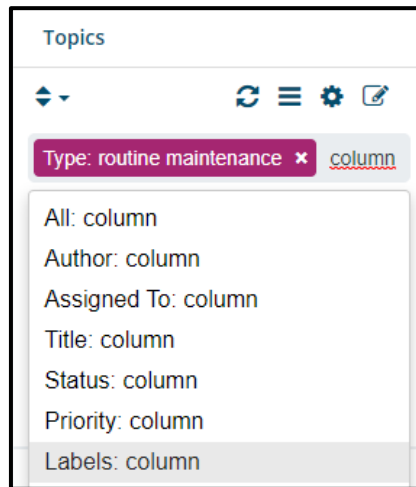 Topics
Type: routine maintenance × column
All: column
Author: column
Assigned To: column
Title: column
Status: column
Priority: column
Labels: column